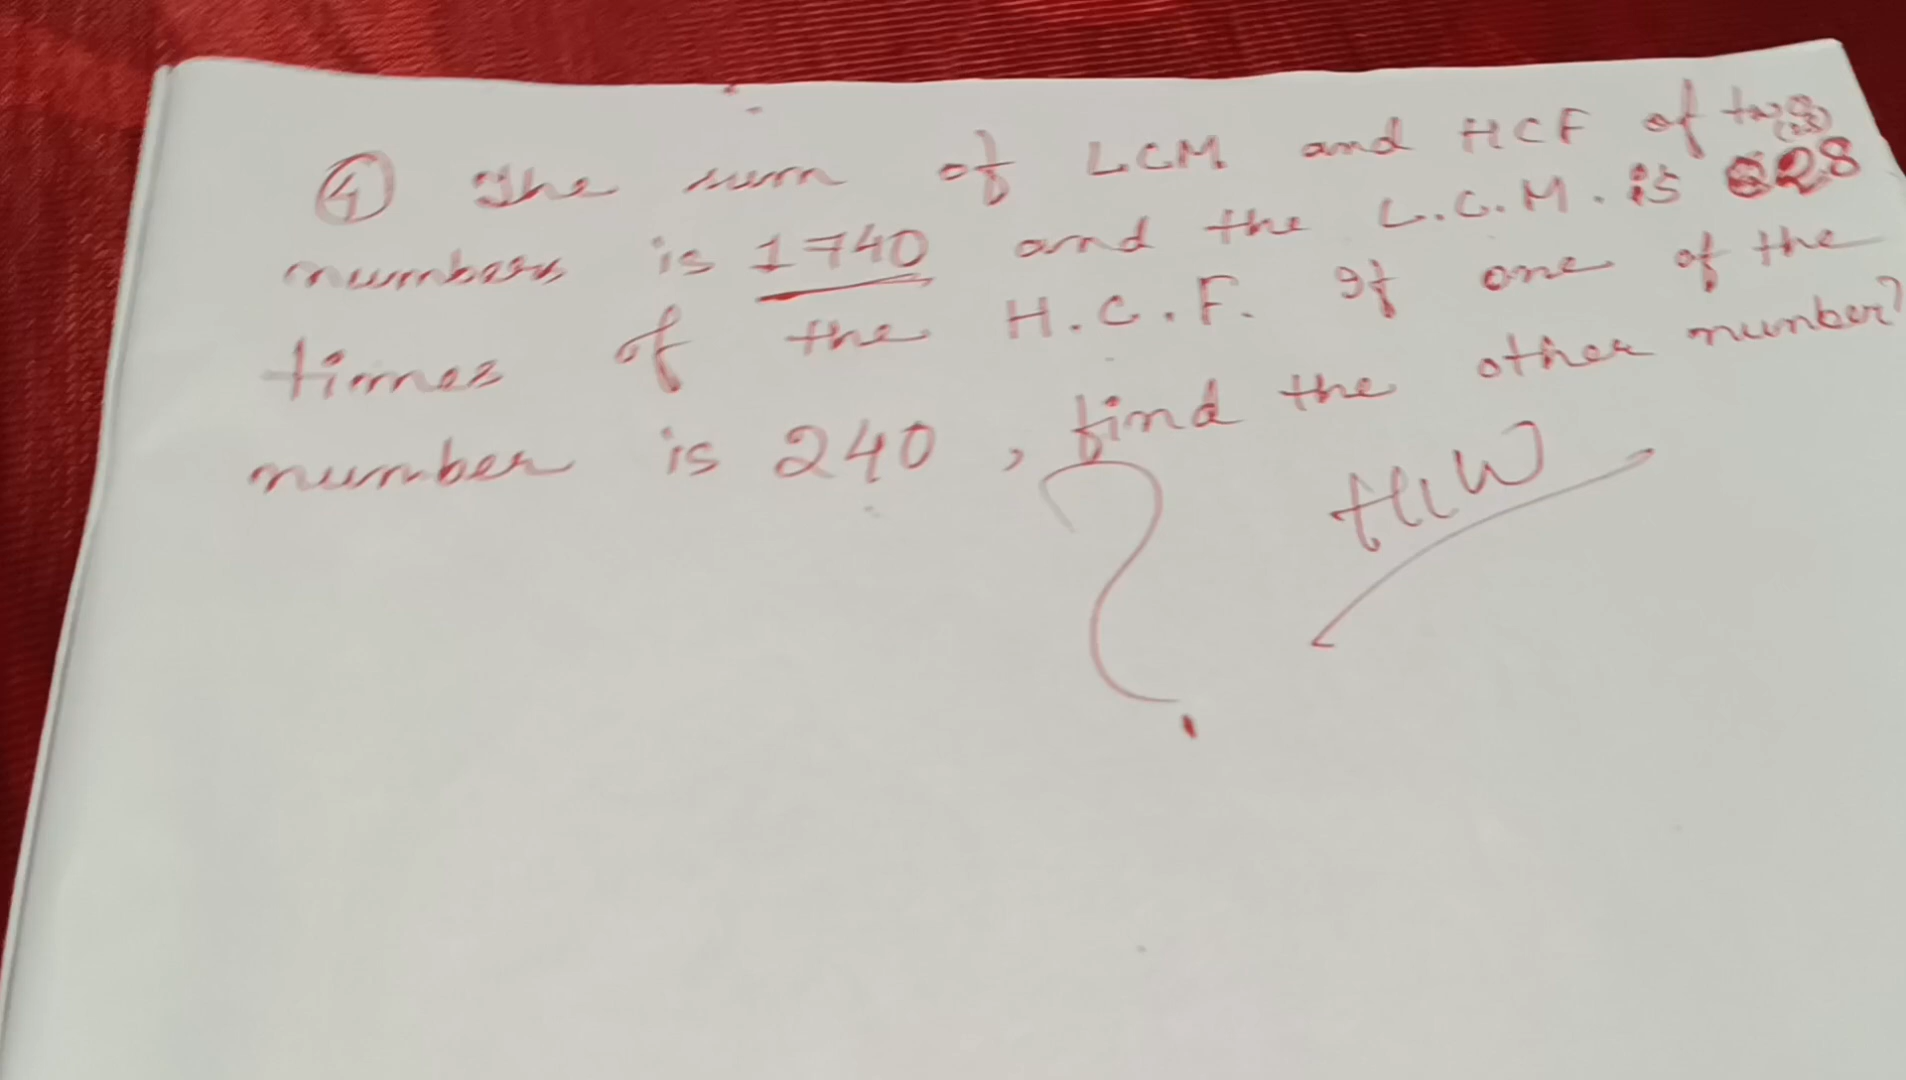 ④ The sum of LCM and HCF of two
numbers is 1740 and the L.C.M. is 28
times of the H.C.F. If one of the
number is 240, find the other number?
H/W
?